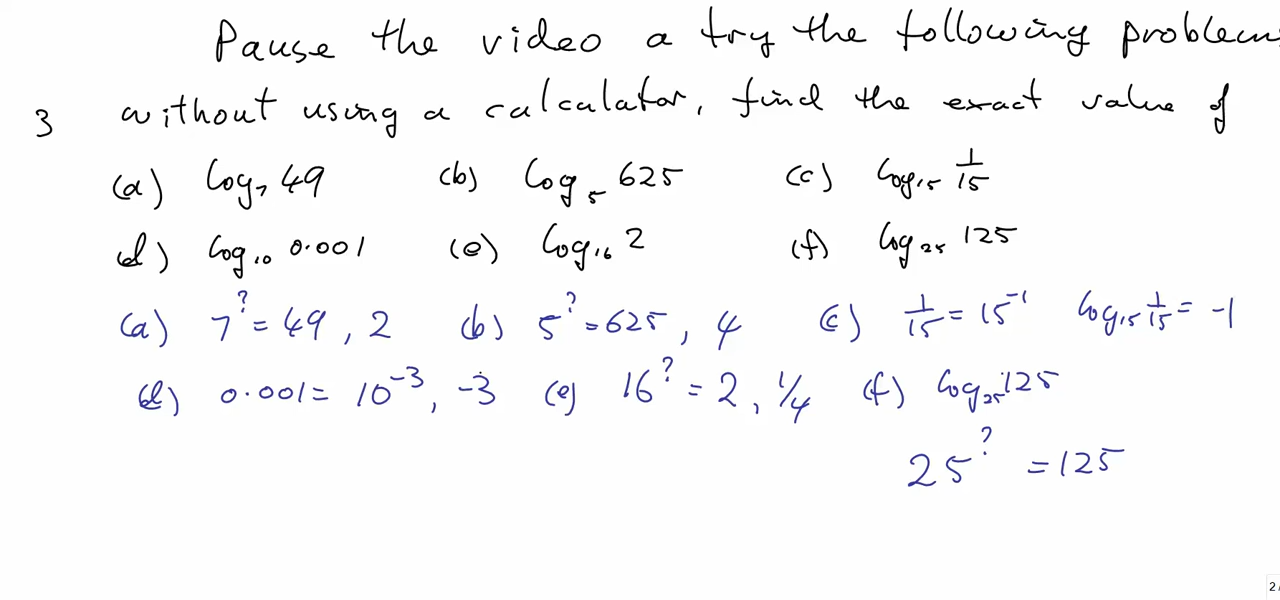 Pause the video a try the following problems
3 without using a calculator, find the exact value of
(a) log₇ 49 (b) log₅ 625 (c) log₁₅ 1/15
(d) log₁₀ 0.001 (e) log₁₆ 2 (f) log₂₅ 125
(a) 7^? = 49, 2 (b) 5^? = 625, 4 (c) 1/15 = 15⁻¹ log₁₅ 1/15 = -1
(d) 0.001 = 10⁻³, -3 (e) 16^? = 2, 1/4 (f) log₂₅ 125
25^? = 125
2/